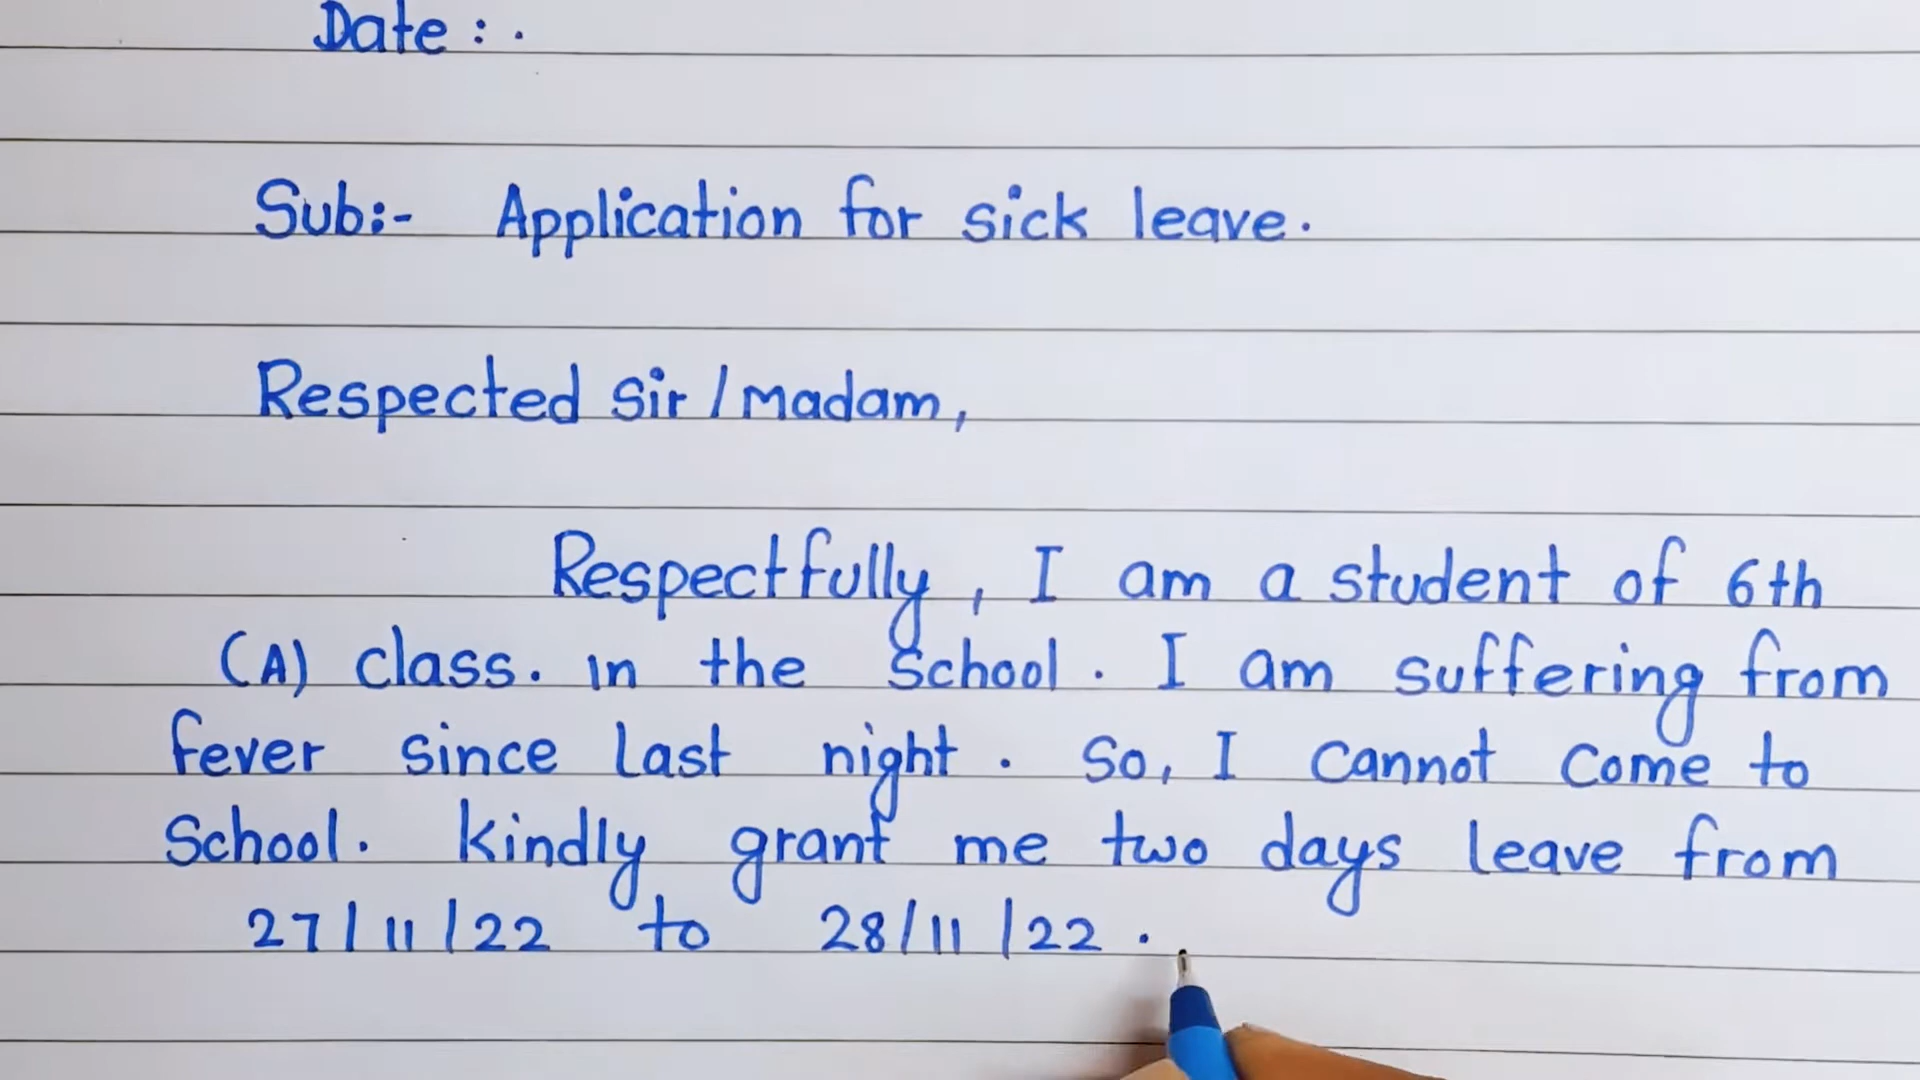 Date : .
Sub:- Application for sick leave.
Respected Sir / Madam,
Respectfully, I am a student of 6th
(A) class. in the School. I am suffering from
fever since last night. So, I cannot come to
School. Kindly grant me two days leave from
27/11/22 to 28/11/22.